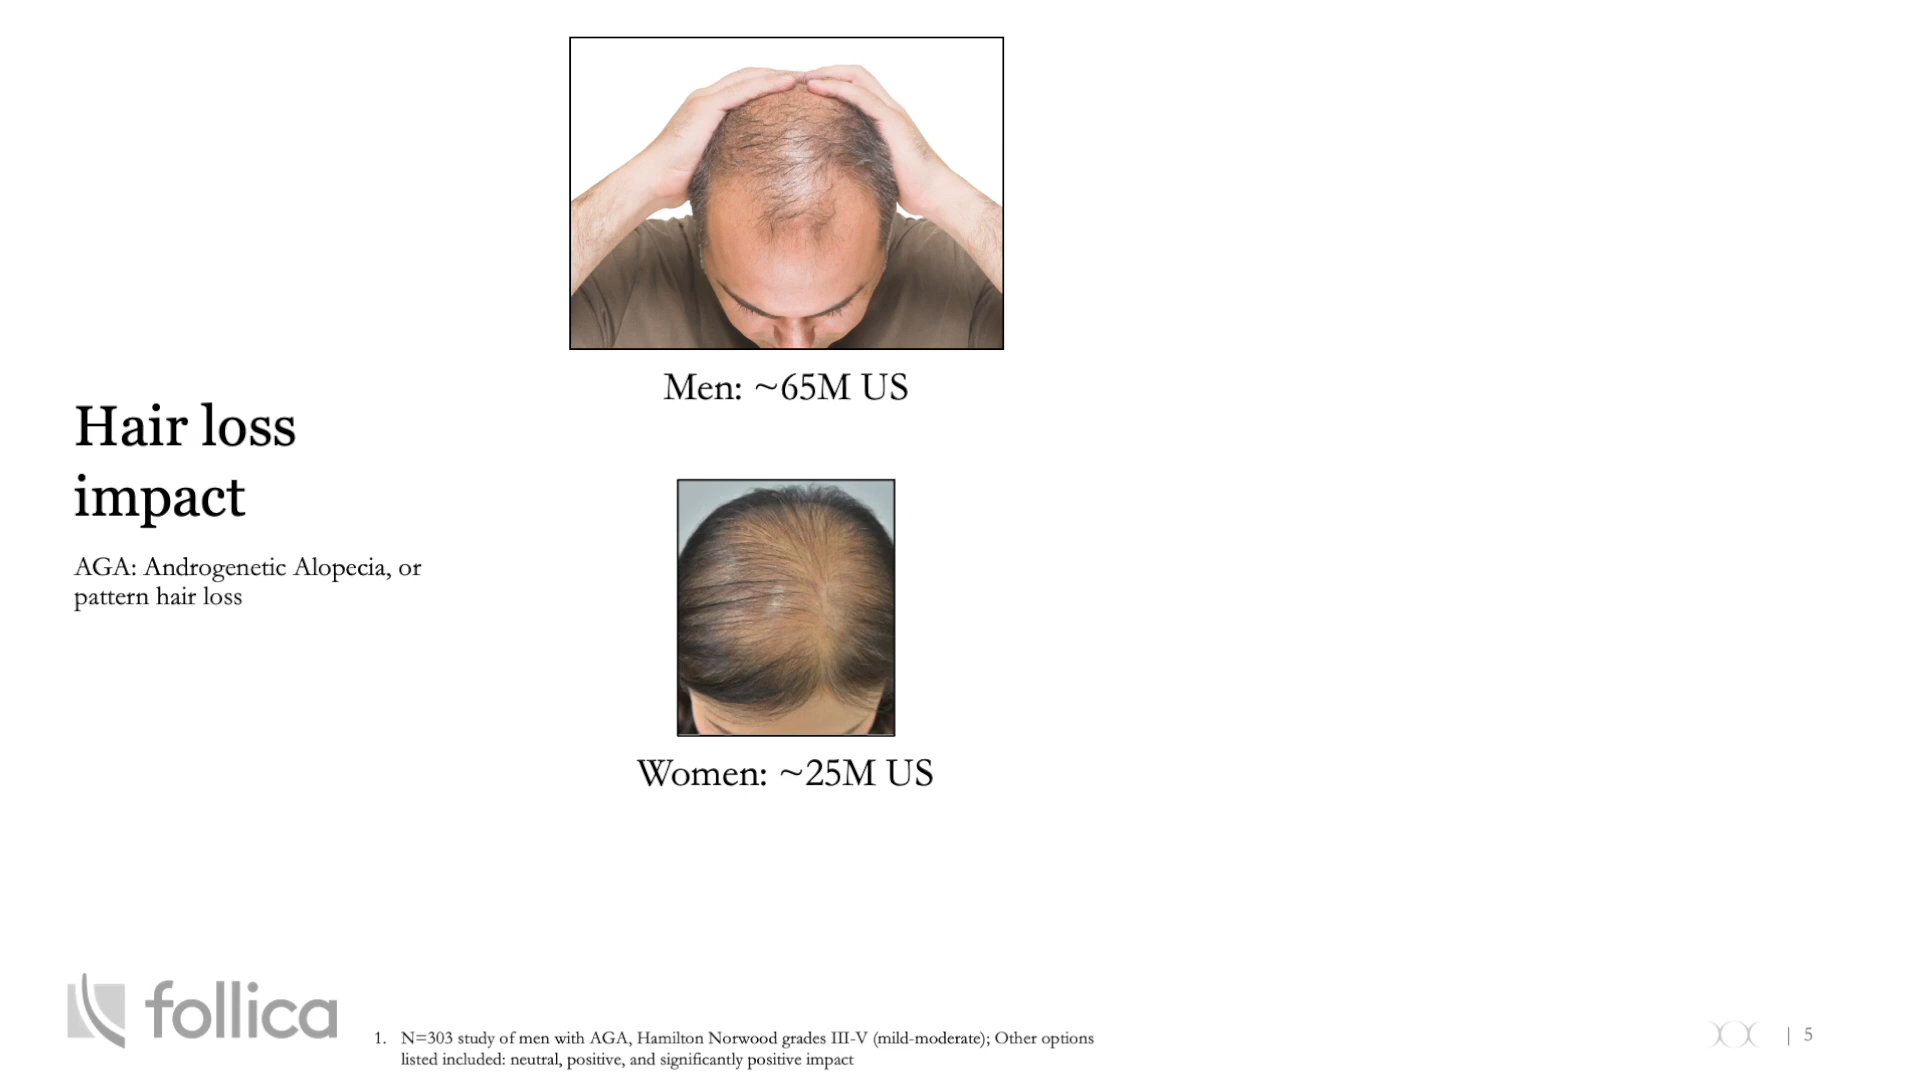 Hair loss
impact
AGA: Androgenetic Alopecia, or
pattern hair loss
Men: ~65M US
Women: ~25M US
follica
1. N=303 study of men with AGA, Hamilton Norwood grades III-V (mild-moderate); Other options
listed included: neutral, positive, and significantly positive impact
| 5